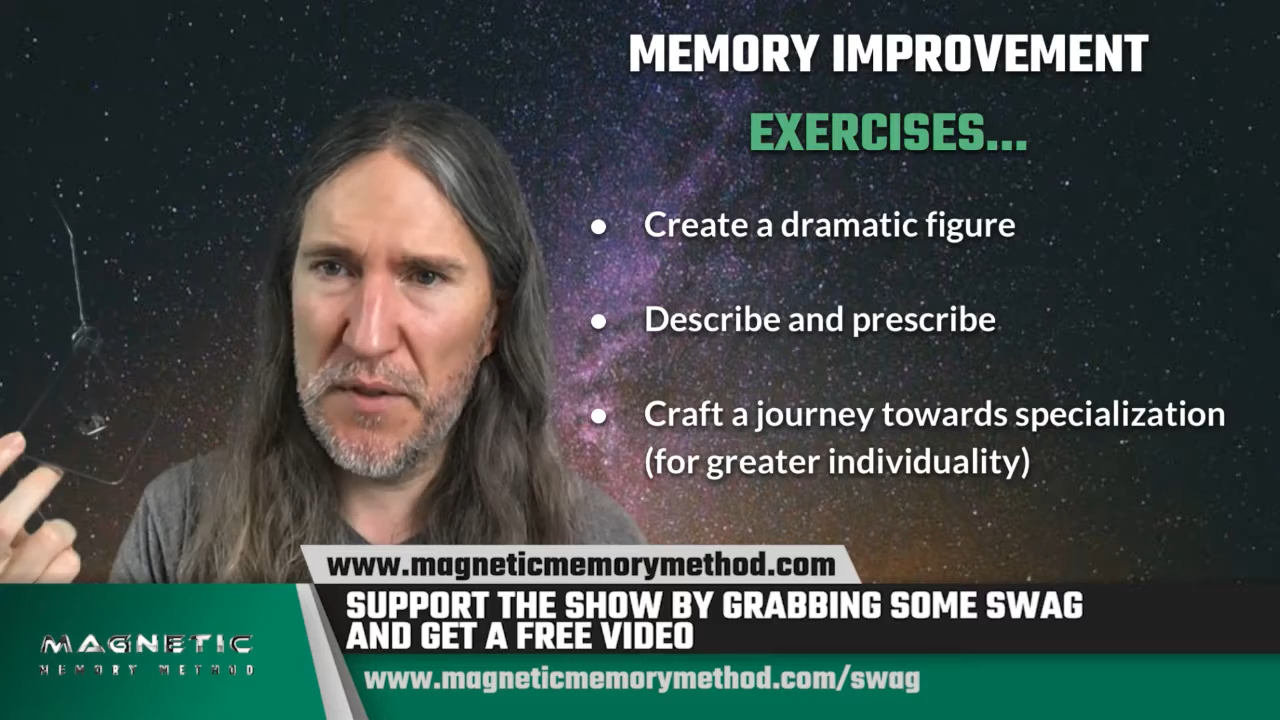 MEMORY IMPROVEMENT
EXERCISES...
● Create a dramatic figure
● Describe and prescribe
● Craft a journey towards specialization
(for greater individuality)
www.magneticmemorymethod.com
SUPPORT THE SHOW BY GRABBING SOME SWAG
AND GET A FREE VIDEO
MAGNETIC
MEMORY METHOD
www.magneticmemorymethod.com/swag